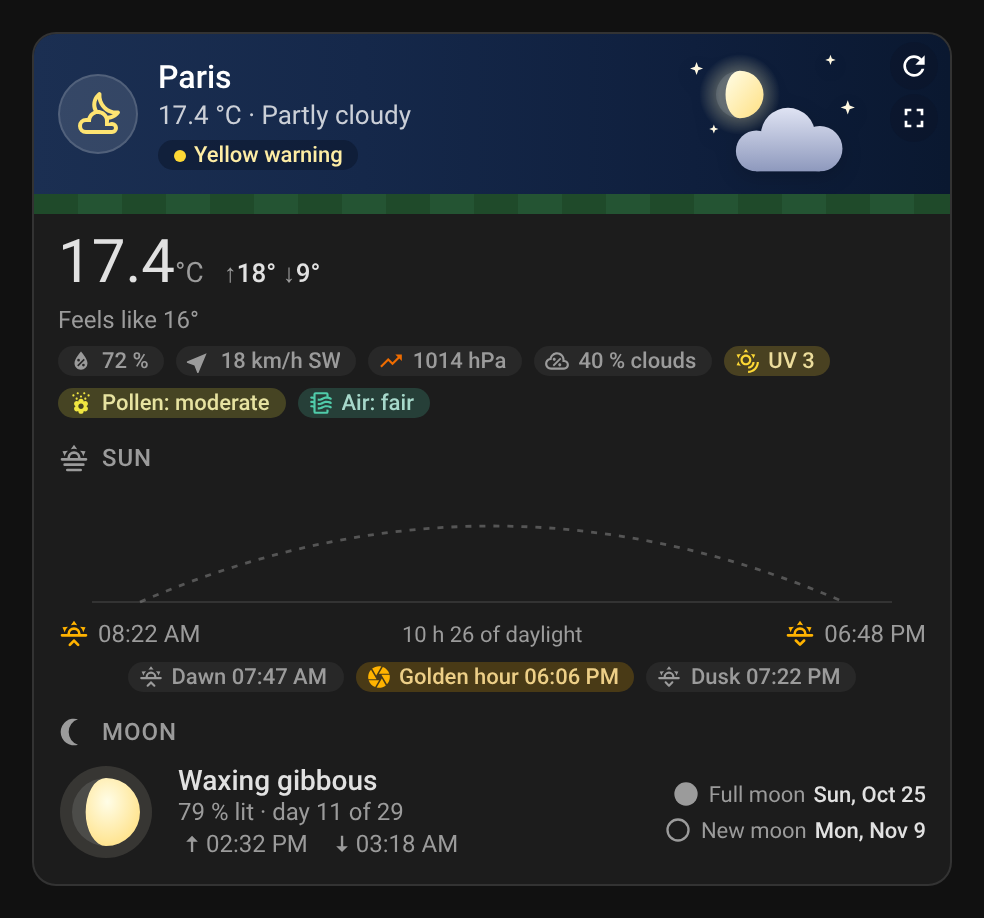 Paris
17.4 °C · Partly cloudy
Yellow warning
17.4°C ↑18° ↓9°
Feels like 16°
72 % 18 km/h SW 1014 hPa 40 % clouds UV 3
Pollen: moderate Air: fair
SUN
08:22 AM 10 h 26 of daylight 06:48 PM
Dawn 07:47 AM Golden hour 06:06 PM Dusk 07:22 PM
MOON
Waxing gibbous
79 % lit · day 11 of 29
↑ 02:32 PM ↓ 03:18 AM
Full moon Sun, Oct 25
New moon Mon, Nov 9